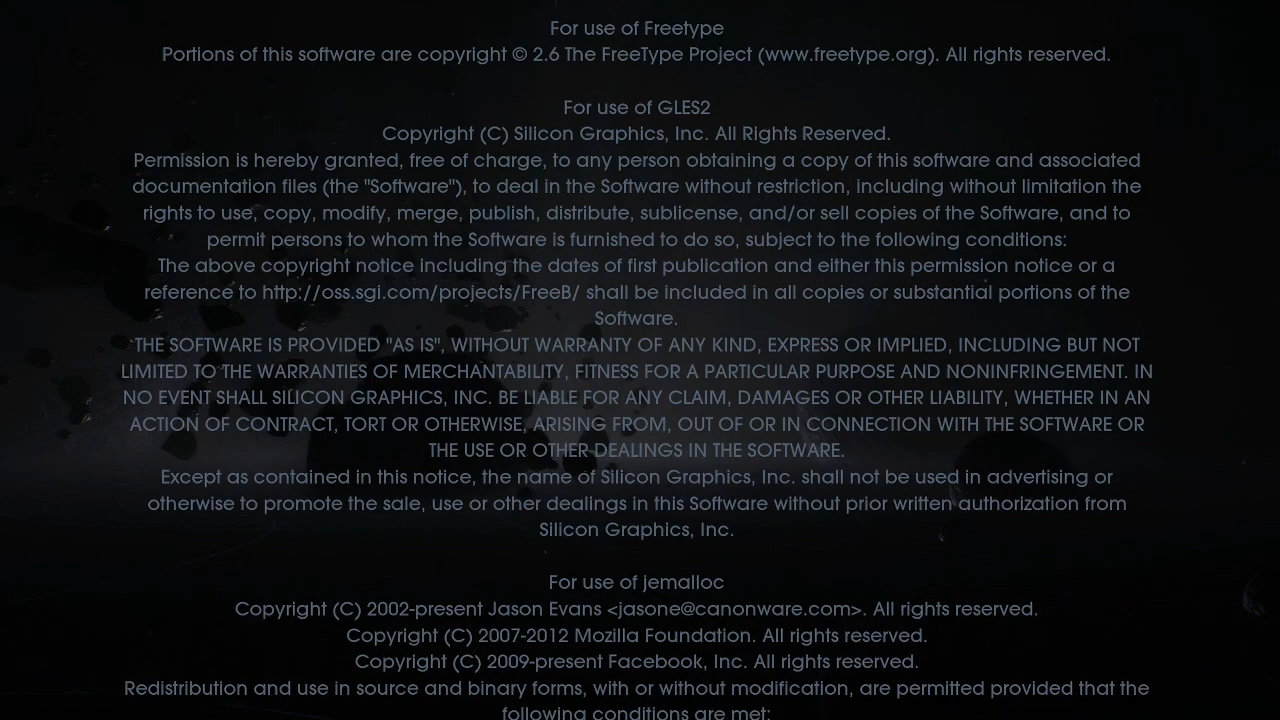 For use of Freetype
Portions of this software are copyright © 2.6 The FreeType Project (www.freetype.org). All rights reserved.
For use of GLES2
Copyright (C) Silicon Graphics, Inc. All Rights Reserved.
Permission is hereby granted, free of charge, to any person obtaining a copy of this software and associated
documentation files (the "Software"), to deal in the Software without restriction, including without limitation the
rights to use, copy, modify, merge, publish, distribute, sublicense, and/or sell copies of the Software, and to
permit persons to whom the Software is furnished to do so, subject to the following conditions:
The above copyright notice including the dates of first publication and either this permission notice or a
reference to http://oss.sgi.com/projects/FreeB/ shall be included in all copies or substantial portions of the
Software.
THE SOFTWARE IS PROVIDED "AS IS", WITHOUT WARRANTY OF ANY KIND, EXPRESS OR IMPLIED, INCLUDING BUT NOT
LIMITED TO THE WARRANTIES OF MERCHANTABILITY, FITNESS FOR A PARTICULAR PURPOSE AND NONINFRINGEMENT. IN
NO EVENT SHALL SILICON GRAPHICS, INC. BE LIABLE FOR ANY CLAIM, DAMAGES OR OTHER LIABILITY, WHETHER IN AN
ACTION OF CONTRACT, TORT OR OTHERWISE, ARISING FROM, OUT OF OR IN CONNECTION WITH THE SOFTWARE OR
THE USE OR OTHER DEALINGS IN THE SOFTWARE.
Except as contained in this notice, the name of Silicon Graphics, Inc. shall not be used in advertising or
otherwise to promote the sale, use or other dealings in this Software without prior written authorization from
Silicon Graphics, Inc.
For use of jemalloc
Copyright (C) 2002-present Jason Evans <jasone@canonware.com>. All rights reserved.
Copyright (C) 2007-2012 Mozilla Foundation. All rights reserved.
Copyright (C) 2009-present Facebook, Inc. All rights reserved.
Redistribution and use in source and binary forms, with or without modification, are permitted provided that the
following conditions are met: